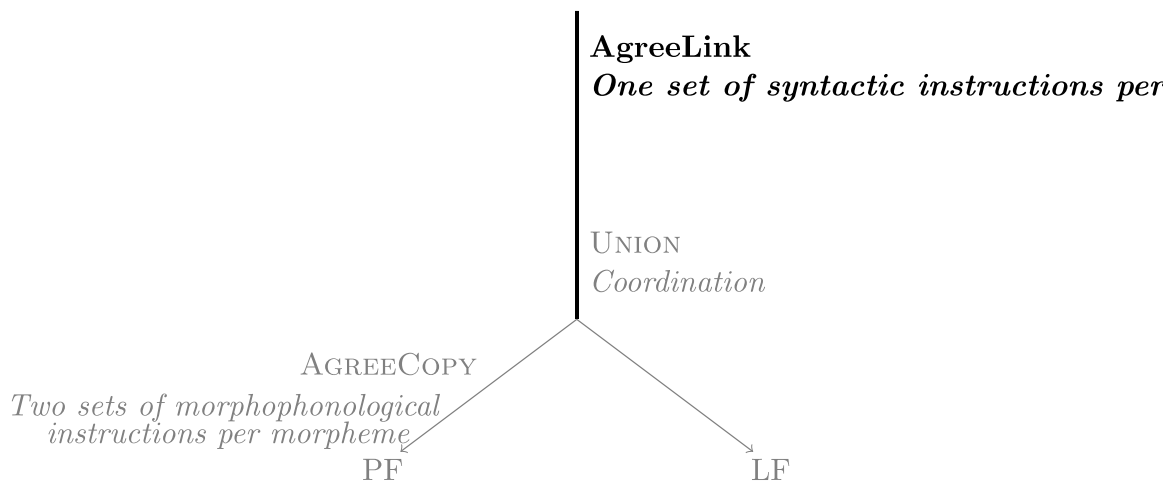 AgreeLink
One set of syntactic instructions per
Union
Coordination
AgreeCopy
Two sets of morphophonological
instructions per morpheme
PF
LF